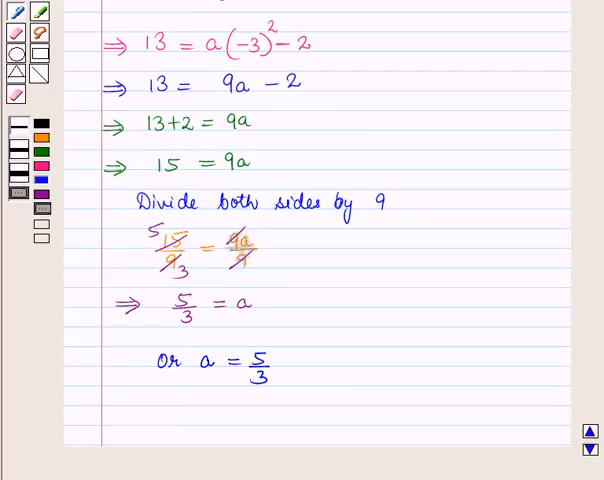 ⇒ 13 = a(-3)² - 2
⇒ 13 = 9a - 2
⇒ 13+2 = 9a
⇒ 15 = 9a
Divide both sides by 9
5 15/9 3 = 9a/9
⇒ 5/3 = a
or a = 5/3